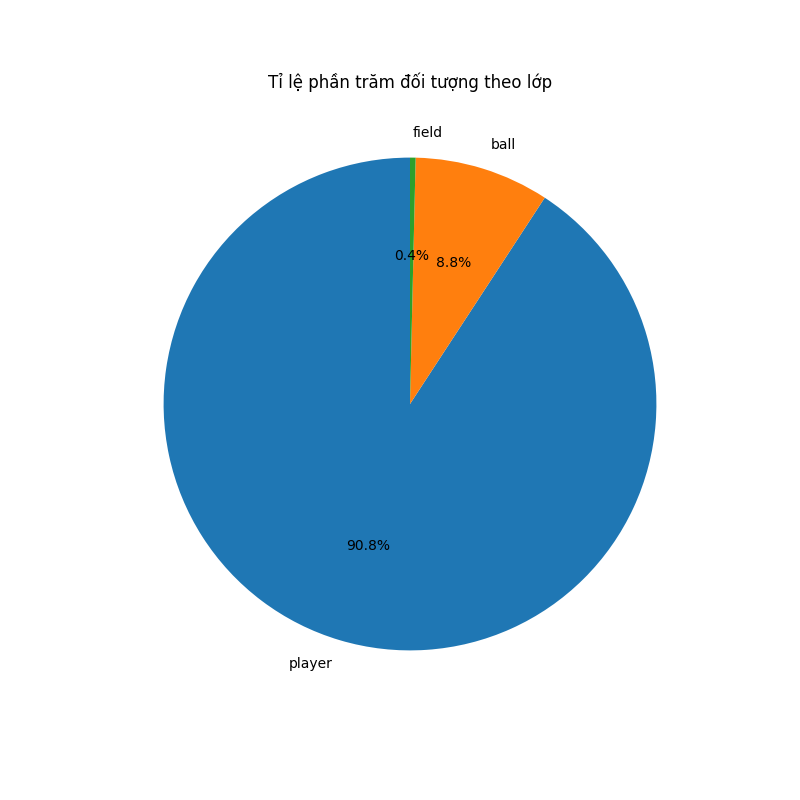 Tỉ lệ phần trăm đối tượng theo lớp
field
ball
0.4%
8.8%
90.8%
player